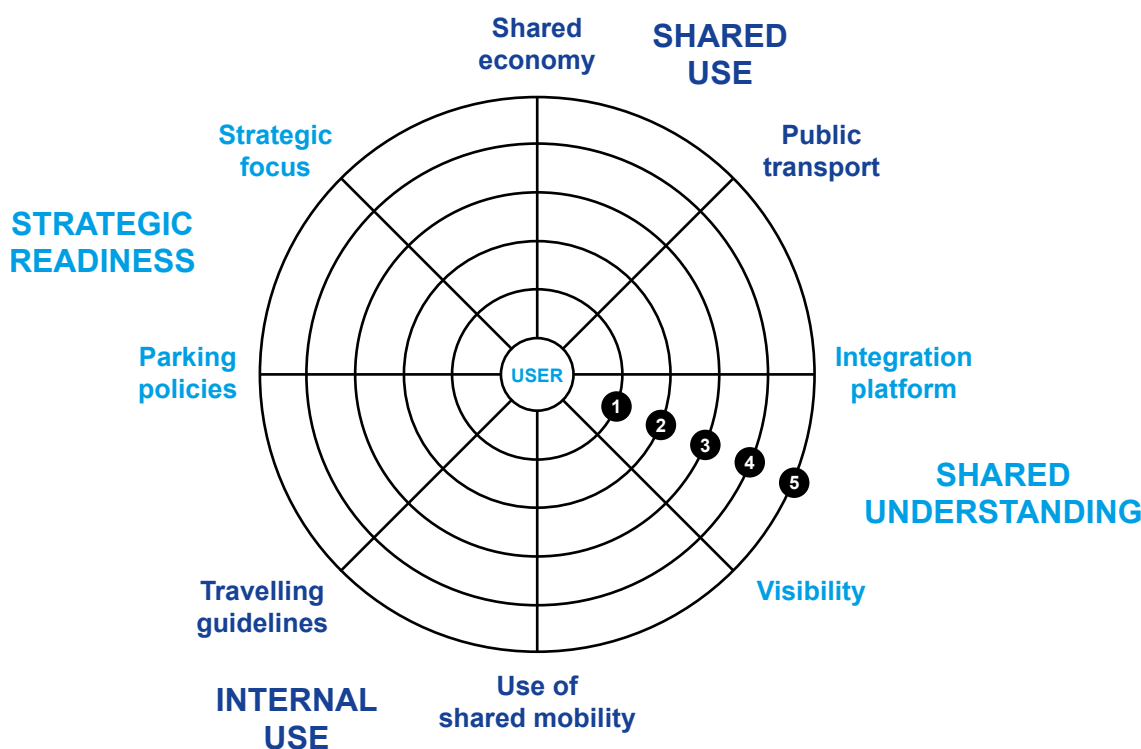 Shared
economy
SHARED
USE
Strategic
focus
Public
transport
STRATEGIC
READINESS
Parking
policies
USER
Integration
platform
1
2
3
4
5
SHARED
UNDERSTANDING
Travelling
guidelines
Visibility
Use of
shared mobility
INTERNAL
USE